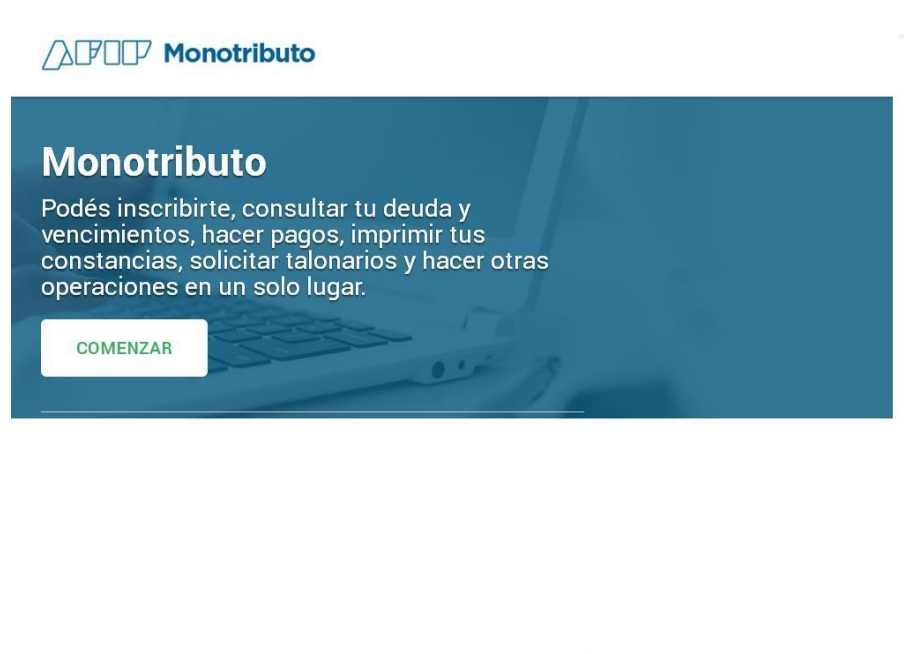 AFIP Monotributo
Monotributo
Podés inscribirte, consultar tu deuda y
vencimientos, hacer pagos, imprimir tus
constancias, solicitar talonarios y hacer otras
operaciones en un solo lugar.
COMENZAR